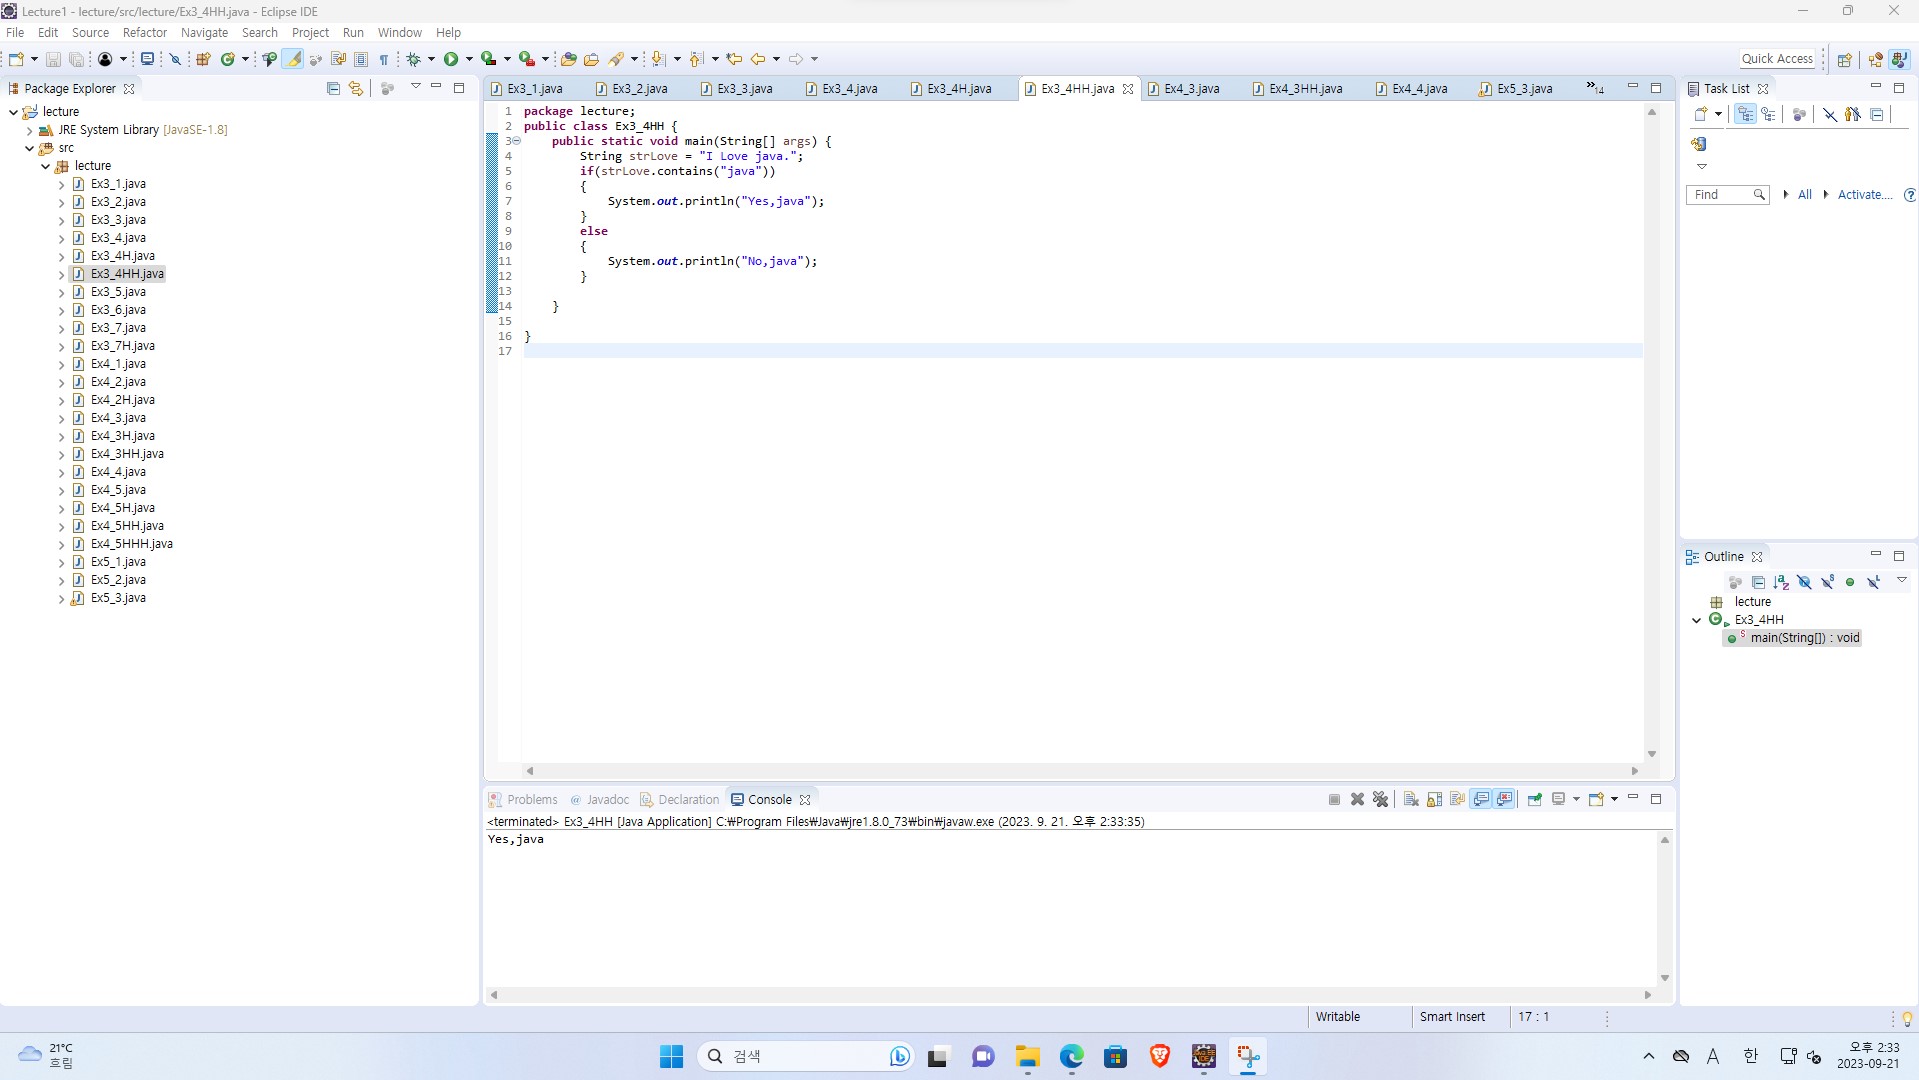 Lecture1 - lecture/src/lecture/Ex3_4HH.java - Eclipse IDE
File Edit Source Refactor Navigate Search Project Run Window Help
Quick Access
Package Explorer
lecture
JRE System Library [JavaSE-1.8]
src
lecture
Ex3_1.java
Ex3_2.java
Ex3_3.java
Ex3_4.java
Ex3_4H.java
Ex3_4HH.java
Ex3_5.java
Ex3_6.java
Ex3_7.java
Ex3_7H.java
Ex4_1.java
Ex4_2.java
Ex4_2H.java
Ex4_3.java
Ex4_3H.java
Ex4_3HH.java
Ex4_4.java
Ex4_5.java
Ex4_5H.java
Ex4_5HH.java
Ex4_5HHH.java
Ex5_1.java
Ex5_2.java
Ex5_3.java
Ex3_1.java Ex3_2.java Ex3_3.java Ex3_4.java Ex3_4H.java Ex3_4HH.java Ex4_3.java Ex4_3HH.java Ex4_4.java Ex5_3.java »14
1 package lecture;
2 public class Ex3_4HH {
3 public static void main(String[] args) {
4 String strLove = "I Love java.";
5 if(strLove.contains("java"))
6 {
7 System.out.println("Yes,java");
8 }
9 else
10 {
11 System.out.println("No,java");
12 }
13
14 }
15
16 }
17
Problems Javadoc Declaration Console
<terminated> Ex3_4HH [Java Application] C:₩Program Files₩Java₩jre1.8.0_73₩bin₩javaw.exe (2023. 9. 21. 오후 2:33:35)
Yes,java
Task List
Find All Activate....
Outline
lecture
Ex3_4HH
main(String[]) : void
Writable Smart Insert 17 : 1
21°C
흐림
검색
A 한
오후 2:33
2023-09-21